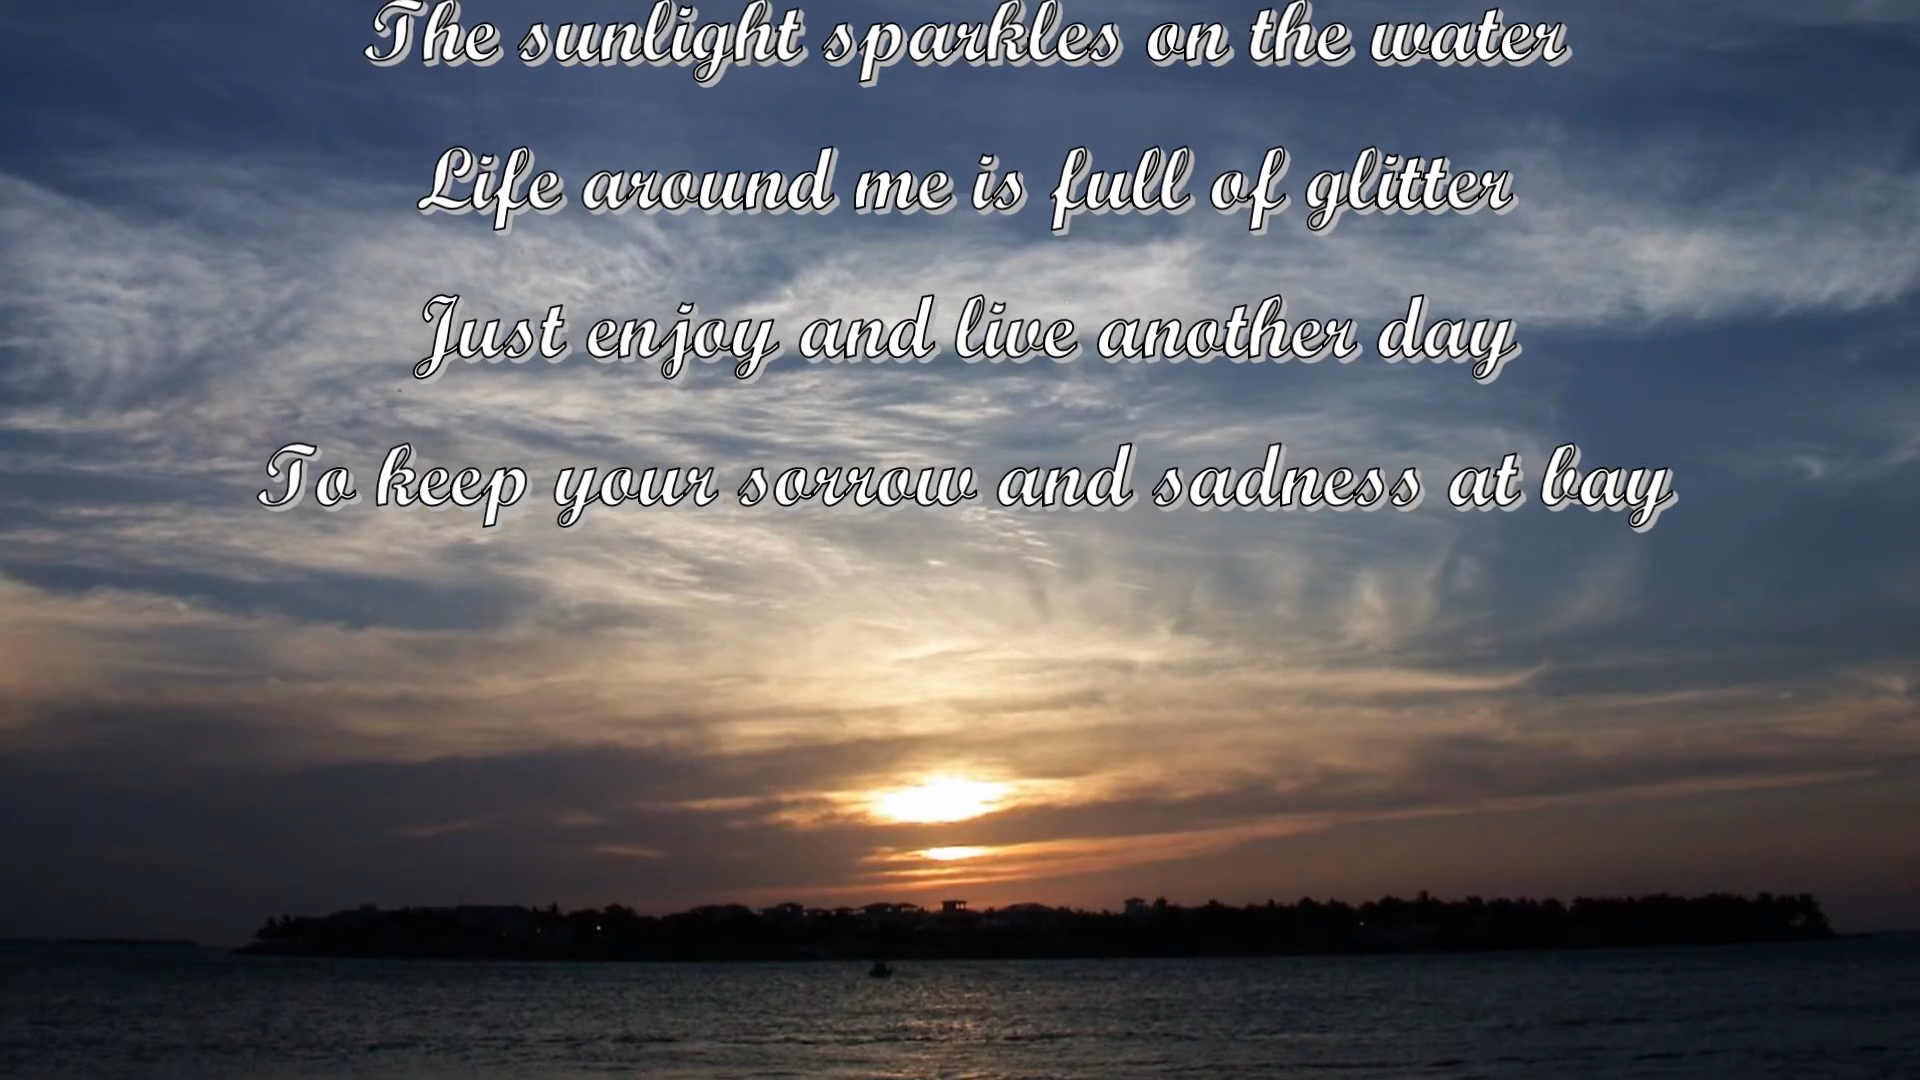 The sunlight sparkles on the water
Life around me is full of glitter
Just enjoy and live another day
To keep your sorrow and sadness at bay